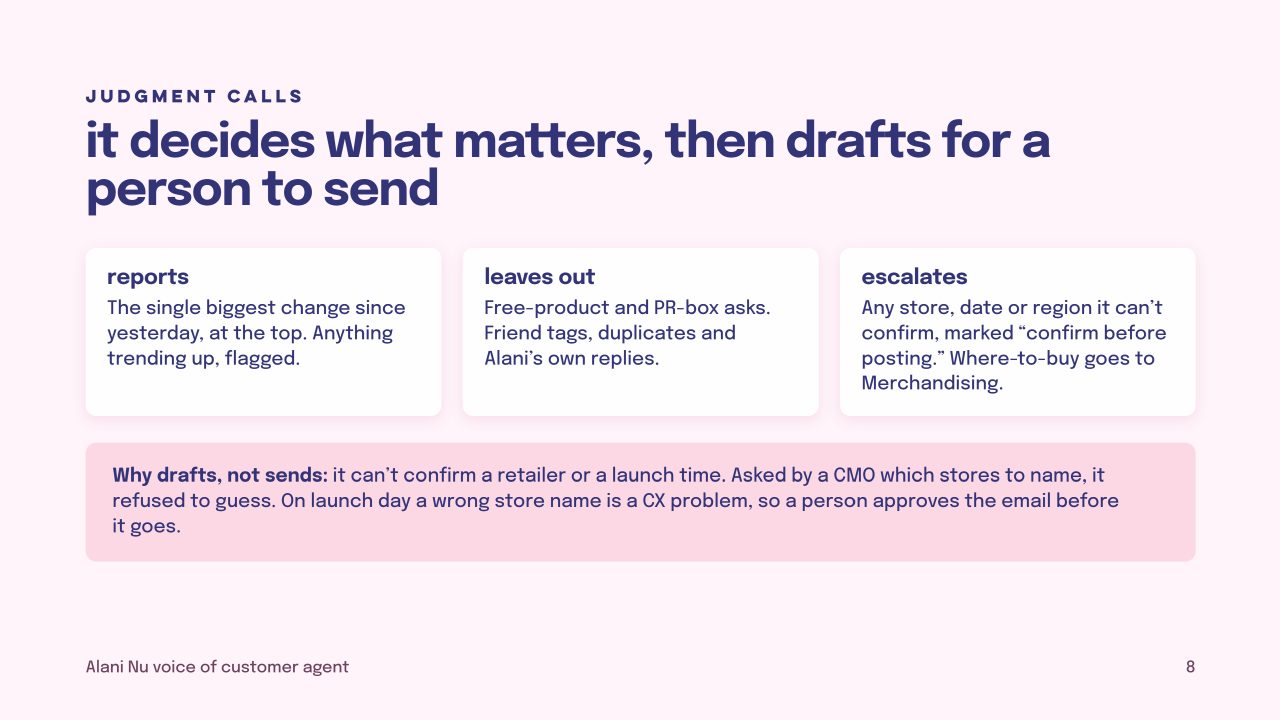 JUDGMENT CALLS
it decides what matters, then drafts for a
person to send
reports
The single biggest change since
yesterday, at the top. Anything
trending up, flagged.
leaves out
Free-product and PR-box asks.
Friend tags, duplicates and
Alani’s own replies.
escalates
Any store, date or region it can’t
confirm, marked “confirm before
posting.” Where-to-buy goes to
Merchandising.
Why drafts, not sends: it can’t confirm a retailer or a launch time. Asked by a CMO which stores to name, it
refused to guess. On launch day a wrong store name is a CX problem, so a person approves the email before
it goes.
Alani Nu voice of customer agent
8